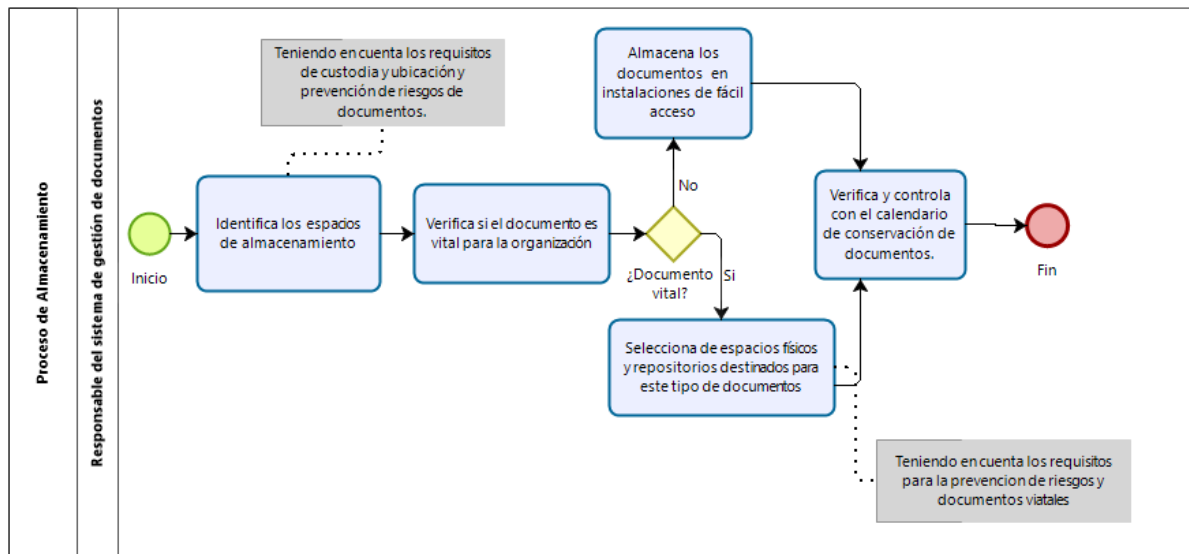 Proceso de Almacenamiento
Responsable del sistema de gestión de documentos
Teniendo en cuenta los requisitos
de custodia y ubicación y
prevención de riesgos de
documentos.
Inicio
Identifica los espacios
de almacenamiento
Verifica si el documento es
vital para la organización
¿Documento
vital?
No
Almacena los
documentos en
instalaciones de fácil
acceso
Si
Selecciona de espacios físicos
y repositorios destinados para
este tipo de documentos
Teniendo en cuenta los requisitos
para la prevencion de riesgos y
documentos viatales
Verifica y controla
con el calendario
de conservación de
documentos.
Fin